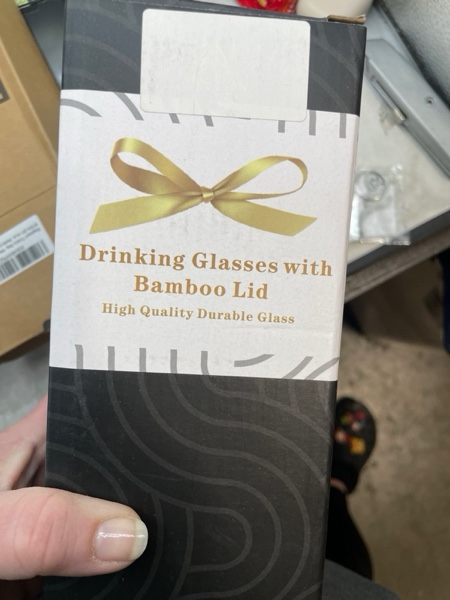 Drinking Glasses with
Bamboo Lid
High Quality Durable Glass